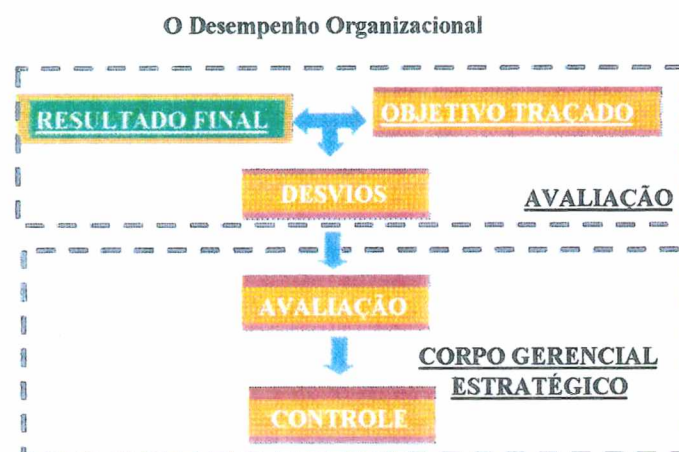 O Desempenho Organizacional
RESULTADO FINAL
OBJETIVO TRAÇADO
DESVIOS
AVALIAÇÃO
AVALIAÇÃO
CORPO GERENCIAL
ESTRATÉGICO
CONTROLE